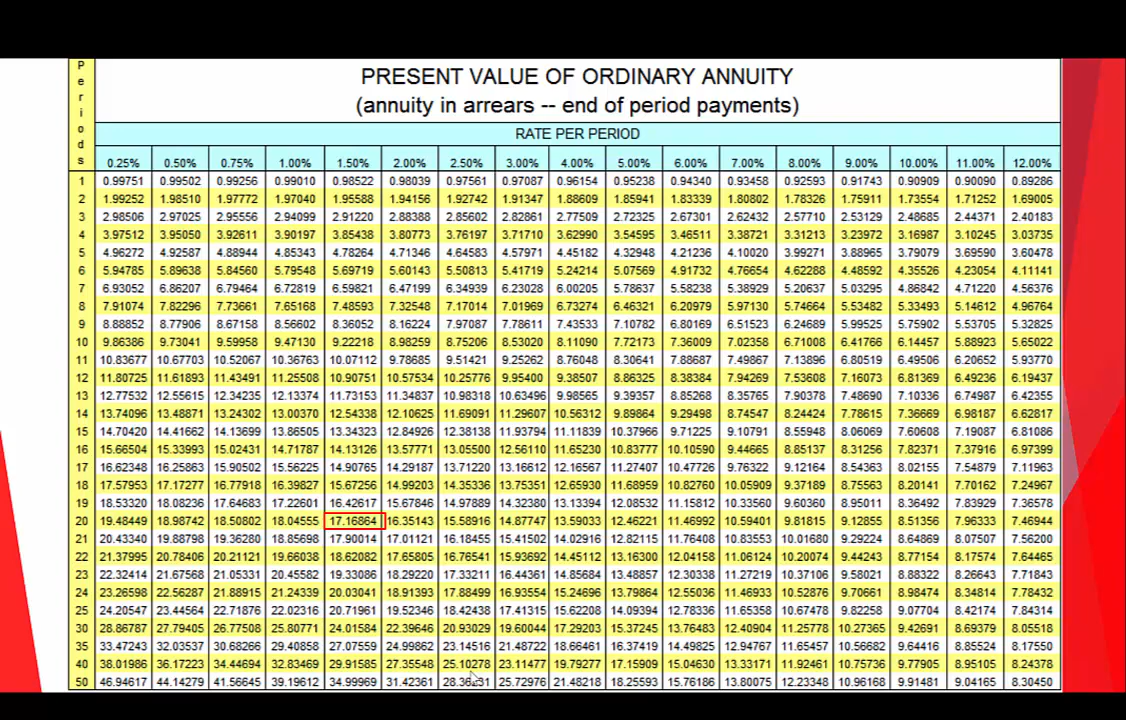 Periods
PRESENT VALUE OF ORDINARY ANNUITY
(annuity in arrears -- end of period payments)
RATE PER PERIOD
0.25% 0.50% 0.75% 1.00% 1.50% 2.00% 2.50% 3.00% 4.00% 5.00% 6.00% 7.00% 8.00% 9.00% 10.00% 11.00% 12.00%
1 0.99751 0.99502 0.99256 0.99010 0.98522 0.98039 0.97561 0.97087 0.96154 0.95238 0.94340 0.93458 0.92593 0.91743 0.90909 0.90090 0.89286
2 1.99252 1.98510 1.97772 1.97040 1.95588 1.94156 1.92742 1.91347 1.88609 1.85941 1.83339 1.80802 1.78326 1.75911 1.73554 1.71252 1.69005
3 2.98506 2.97025 2.95556 2.94099 2.91220 2.88388 2.85602 2.82861 2.77509 2.72325 2.67301 2.62432 2.57710 2.53129 2.48685 2.44371 2.40183
4 3.97512 3.95050 3.92611 3.90197 3.85438 3.80773 3.76197 3.71710 3.62990 3.54595 3.46511 3.38721 3.31213 3.23972 3.16987 3.10245 3.03735
5 4.96272 4.92587 4.88944 4.85343 4.78264 4.71346 4.64583 4.57971 4.45182 4.32948 4.21236 4.10020 3.99271 3.88965 3.79079 3.69590 3.60478
6 5.94785 5.89638 5.84560 5.79548 5.69719 5.60143 5.50813 5.41719 5.24214 5.07569 4.91732 4.76654 4.62288 4.48592 4.35526 4.23054 4.11141
7 6.93052 6.86207 6.79464 6.72819 6.59821 6.47199 6.34939 6.23028 6.00205 5.78637 5.58238 5.38929 5.20637 5.03295 4.86842 4.71220 4.56376
8 7.91074 7.82296 7.73661 7.65168 7.48593 7.32548 7.17014 7.01969 6.73274 6.46321 6.20979 5.97130 5.74664 5.53482 5.33493 5.14612 4.96764
9 8.88852 8.77906 8.67158 8.56602 8.36052 8.16224 7.97087 7.78611 7.43533 7.10782 6.80169 6.51523 6.24689 5.99525 5.75902 5.53705 5.32825
10 9.86386 9.73041 9.59958 9.47130 9.22218 8.98259 8.75206 8.53020 8.11090 7.72173 7.36009 7.02358 6.71008 6.41766 6.14457 5.88923 5.65022
11 10.83677 10.67703 10.52067 10.36763 10.07112 9.78685 9.51421 9.25262 8.76048 8.30641 7.88687 7.49867 7.13896 6.80519 6.49506 6.20652 5.93770
12 11.80725 11.61893 11.43491 11.25508 10.90751 10.57534 10.25776 9.95400 9.38507 8.86325 8.38384 7.94269 7.53608 7.16073 6.81369 6.49236 6.19437
13 12.77532 12.55615 12.34235 12.13374 11.73153 11.34837 10.98318 10.63496 9.98565 9.39357 8.85268 8.35765 7.90378 7.48690 7.10336 6.74987 6.42355
14 13.74096 13.48871 13.24302 13.00370 12.54338 12.10625 11.69091 11.29607 10.56312 9.89864 9.29498 8.74547 8.24424 7.78615 7.36669 6.98187 6.62817
15 14.70420 14.41662 14.13699 13.86505 13.34323 12.84926 12.38138 11.93794 11.11839 10.37966 9.71225 9.10791 8.55948 8.06069 7.60608 7.19087 6.81086
16 15.66504 15.33993 15.02431 14.71787 14.13126 13.57771 13.05500 12.56110 11.65230 10.83777 10.10590 9.44665 8.85137 8.31256 7.82371 7.37916 6.97399
17 16.62348 16.25863 15.90502 15.56225 14.90765 14.29187 13.71220 13.16612 12.16567 11.27407 10.47726 9.76322 9.12164 8.54363 8.02155 7.54879 7.11963
18 17.57953 17.17277 16.77918 16.39827 15.67256 14.99203 14.35336 13.75351 12.65930 11.68959 10.82760 10.05909 9.37189 8.75563 8.20141 7.70162 7.24967
19 18.53320 18.08236 17.64683 17.22601 16.42617 15.67846 14.97889 14.32380 13.13394 12.08532 11.15812 10.33560 9.60360 8.95011 8.36492 7.83929 7.36578
20 19.48449 18.98742 18.50802 18.04555 17.16864 16.35143 15.58916 14.87747 13.59033 12.46221 11.46992 10.59401 9.81815 9.12855 8.51356 7.96333 7.46944
21 20.43340 19.88798 19.36280 18.85698 17.90014 17.01121 16.18455 15.41502 14.02916 12.82115 11.76408 10.83553 10.01680 9.29224 8.64869 8.07507 7.56200
22 21.37995 20.78406 20.21121 19.66038 18.62082 17.65805 16.76541 15.93692 14.45112 13.16300 12.04158 11.06124 10.20074 9.44243 8.77154 8.17574 7.64465
23 22.32414 21.67568 21.05331 20.45582 19.33086 18.29220 17.33211 16.44361 14.85684 13.48857 12.30338 11.27219 10.37106 9.58021 8.88322 8.26643 7.71843
24 23.26598 22.56287 21.88915 21.24339 20.03041 18.91393 17.88499 16.93554 15.24696 13.79864 12.55036 11.46933 10.52876 9.70661 8.98474 8.34814 7.78432
25 24.20547 23.44564 22.71876 22.02316 20.71961 19.52346 18.42438 17.41315 15.62208 14.09394 12.78336 11.65358 10.67478 9.82258 9.07704 8.42174 7.84314
30 28.86787 27.79405 26.77508 25.80771 24.01584 22.39646 20.93029 19.60044 17.29203 15.37245 13.76483 12.40904 11.25778 10.27365 9.42691 8.69379 8.05518
35 33.47243 32.03537 30.68266 29.40858 27.07559 24.99862 23.14516 21.48722 18.66461 16.37419 14.49825 12.94767 11.65457 10.56682 9.64416 8.85524 8.17550
40 38.01986 36.17223 34.44694 32.83469 29.91585 27.35548 25.10278 23.11477 19.79277 17.15909 15.04630 13.33171 11.92461 10.75736 9.77905 8.95105 8.24378
50 46.94617 44.14279 41.56645 39.19612 34.99969 31.42361 28.36231 25.72976 21.48218 18.25593 15.76186 13.80075 12.23348 10.96168 9.91481 9.04165 8.30450